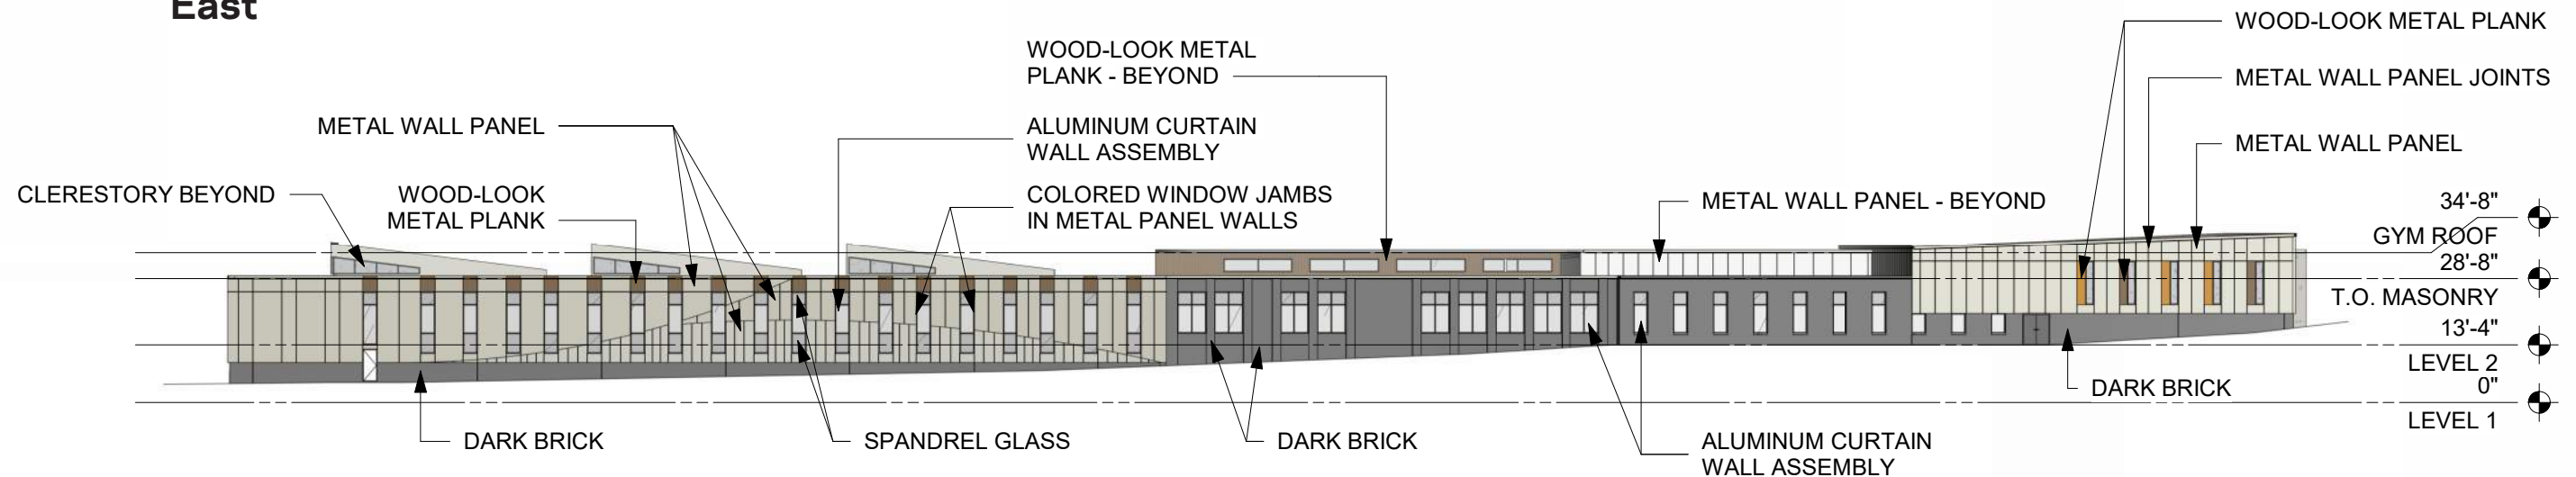 East
WOOD-LOOK METAL PLANK
WOOD-LOOK METAL
PLANK - BEYOND
METAL WALL PANEL JOINTS
METAL WALL PANEL
ALUMINUM CURTAIN
WALL ASSEMBLY
METAL WALL PANEL
CLERESTORY BEYOND
WOOD-LOOK
METAL PLANK
COLORED WINDOW JAMBS
IN METAL PANEL WALLS
METAL WALL PANEL - BEYOND
34'-8"
GYM ROOF
28'-8"
T.O. MASONRY
13'-4"
LEVEL 2
0"
LEVEL 1
DARK BRICK
DARK BRICK
SPANDREL GLASS
DARK BRICK
ALUMINUM CURTAIN
WALL ASSEMBLY